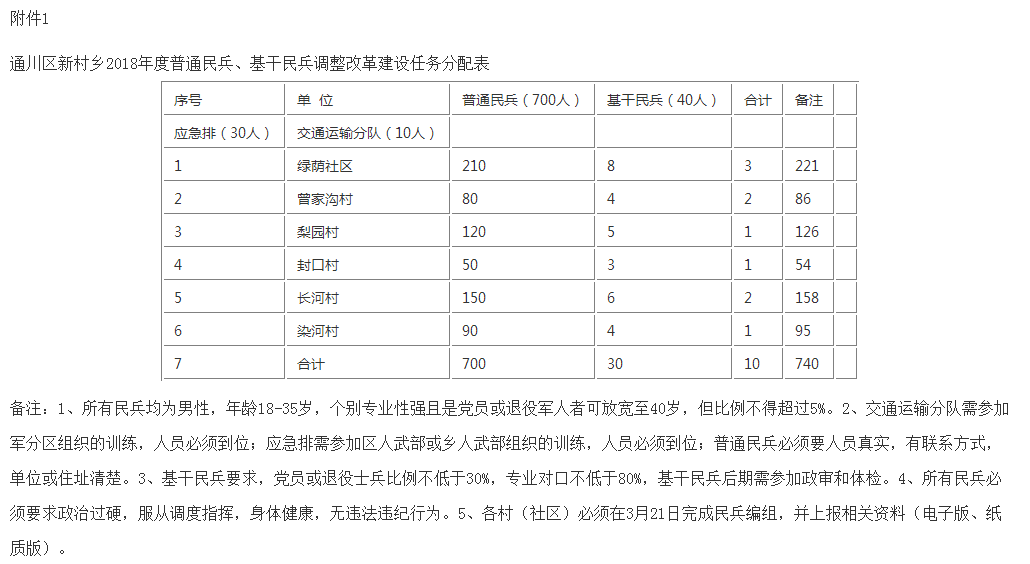 附件1
通川区新村乡2018年度普通民兵、基干民兵调整改革建设任务分配表
序号 单 位 普通民兵（700人） 基干民兵（40人） 合计 备注
应急排（30人） 交通运输分队（10人）
1 绿荫社区 210 8 3 221
2 曾家沟村 80 4 2 86
3 梨园村 120 5 1 126
4 封口村 50 3 1 54
5 长河村 150 6 2 158
6 染河村 90 4 1 95
7 合计 700 30 10 740
备注：1、所有民兵均为男性，年龄18-35岁，个别专业性强且是党员或退役军人者可放宽至40岁，但比例不得超过5%。2、交通运输分队需参加
军分区组织的训练，人员必须到位；应急排需参加区人武部或乡人武部组织的训练，人员必须到位；普通民兵必须要人员真实，有联系方式，
单位或住址清楚。3、基干民兵要求，党员或退役士兵比例不低于30%，专业对口不低于80%，基干民兵后期需参加政审和体检。4、所有民兵必
须要求政治过硬，服从调度指挥，身体健康，无违法违纪行为。5、各村（社区）必须在3月21日完成民兵编组，并上报相关资料（电子版、纸
质版）。